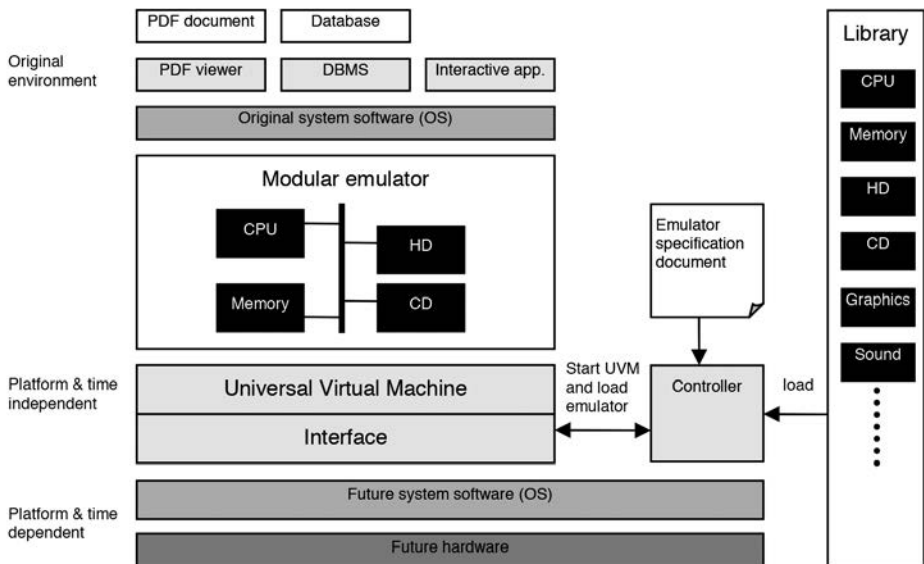 PDF document
Database
Original
environment
PDF viewer
DBMS
Interactive app.
Original system software (OS)
Modular emulator
CPU
HD
Memory
CD
Emulator
specification
document
Platform & time
independent
Universal Virtual Machine
Interface
Start UVM
and load
emulator
Controller
load
Platform & time
dependent
Future system software (OS)
Future hardware
Library
CPU
Memory
HD
CD
Graphics
Sound